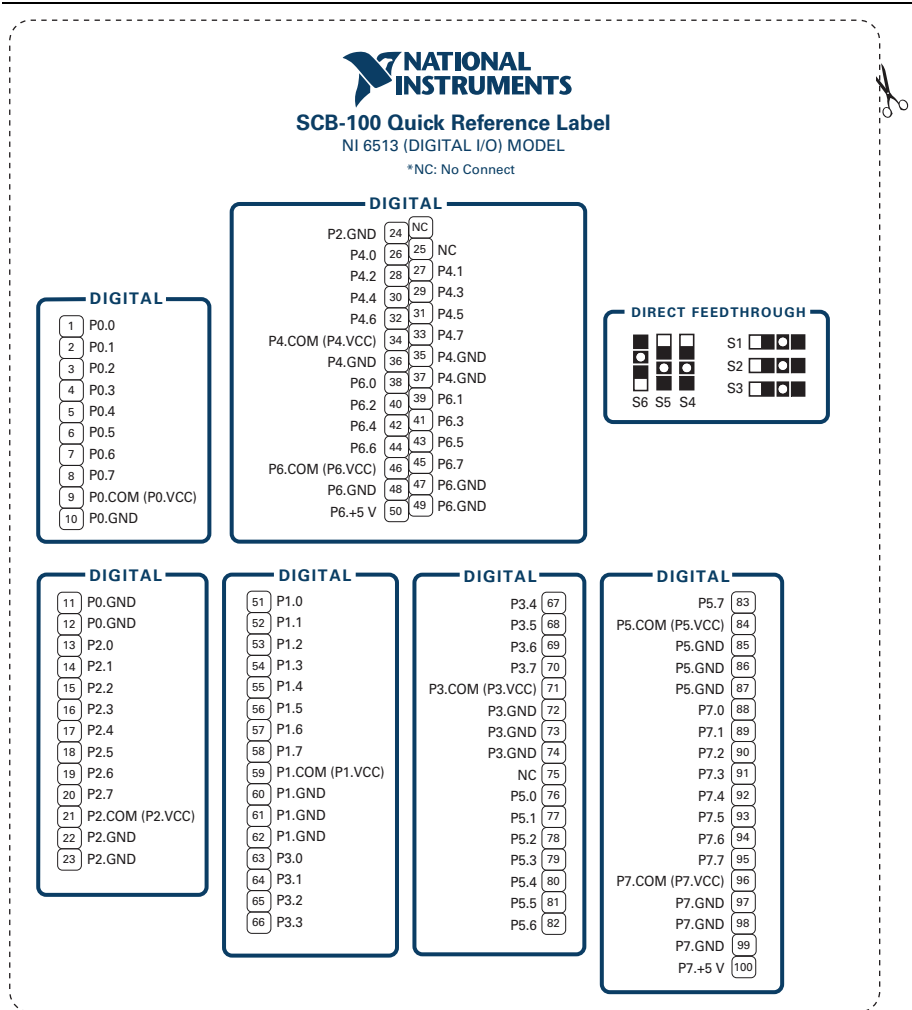 NATIONAL
INSTRUMENTS
SCB-100 Quick Reference Label
NI 6513 (DIGITAL I/O) MODEL
*NC: No Connect
DIGITAL
P2.GND 24 NC
P4.0 26 25 NC
P4.2 28 27 P4.1
P4.4 30 29 P4.3
P4.6 32 31 P4.5
P4.COM (P4.VCC) 34 33 P4.7
P4.GND 36 35 P4.GND
P6.0 38 37 P4.GND
P6.2 40 39 P6.1
P6.4 42 41 P6.3
P6.6 44 43 P6.5
P6.COM (P6.VCC) 46 45 P6.7
P6.GND 48 47 P6.GND
P6.+5 V 50 49 P6.GND
DIGITAL
1 P0.0
2 P0.1
3 P0.2
4 P0.3
5 P0.4
6 P0.5
7 P0.6
8 P0.7
9 P0.COM (P0.VCC)
10 P0.GND
DIRECT FEEDTHROUGH
S1
S2
S3
S6 S5 S4
DIGITAL
11 P0.GND
12 P0.GND
13 P2.0
14 P2.1
15 P2.2
16 P2.3
17 P2.4
18 P2.5
19 P2.6
20 P2.7
21 P2.COM (P2.VCC)
22 P2.GND
23 P2.GND
DIGITAL
51 P1.0
52 P1.1
53 P1.2
54 P1.3
55 P1.4
56 P1.5
57 P1.6
58 P1.7
59 P1.COM (P1.VCC)
60 P1.GND
61 P1.GND
62 P1.GND
63 P3.0
64 P3.1
65 P3.2
66 P3.3
DIGITAL
P3.4 67
P3.5 68
P3.6 69
P3.7 70
P3.COM (P3.VCC) 71
P3.GND 72
P3.GND 73
P3.GND 74
NC 75
P5.0 76
P5.1 77
P5.2 78
P5.3 79
P5.4 80
P5.5 81
P5.6 82
DIGITAL
P5.7 83
P5.COM (P5.VCC) 84
P5.GND 85
P5.GND 86
P5.GND 87
P7.0 88
P7.1 89
P7.2 90
P7.3 91
P7.4 92
P7.5 93
P7.6 94
P7.7 95
P7.COM (P7.VCC) 96
P7.GND 97
P7.GND 98
P7.GND 99
P7.+5 V 100